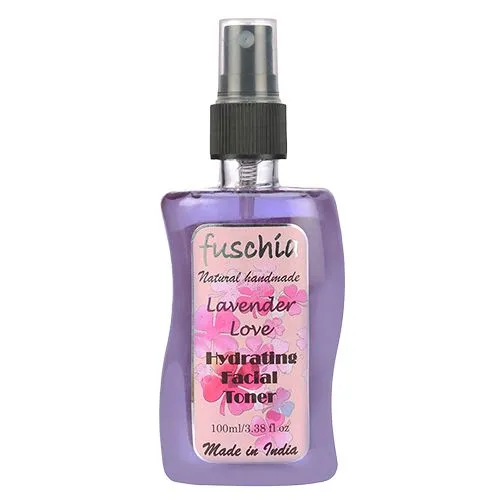 fuschia
Natural handmade
Lavender
Love
Hydrating
Facial
Toner
100ml/3.38 fl oz
Made in India